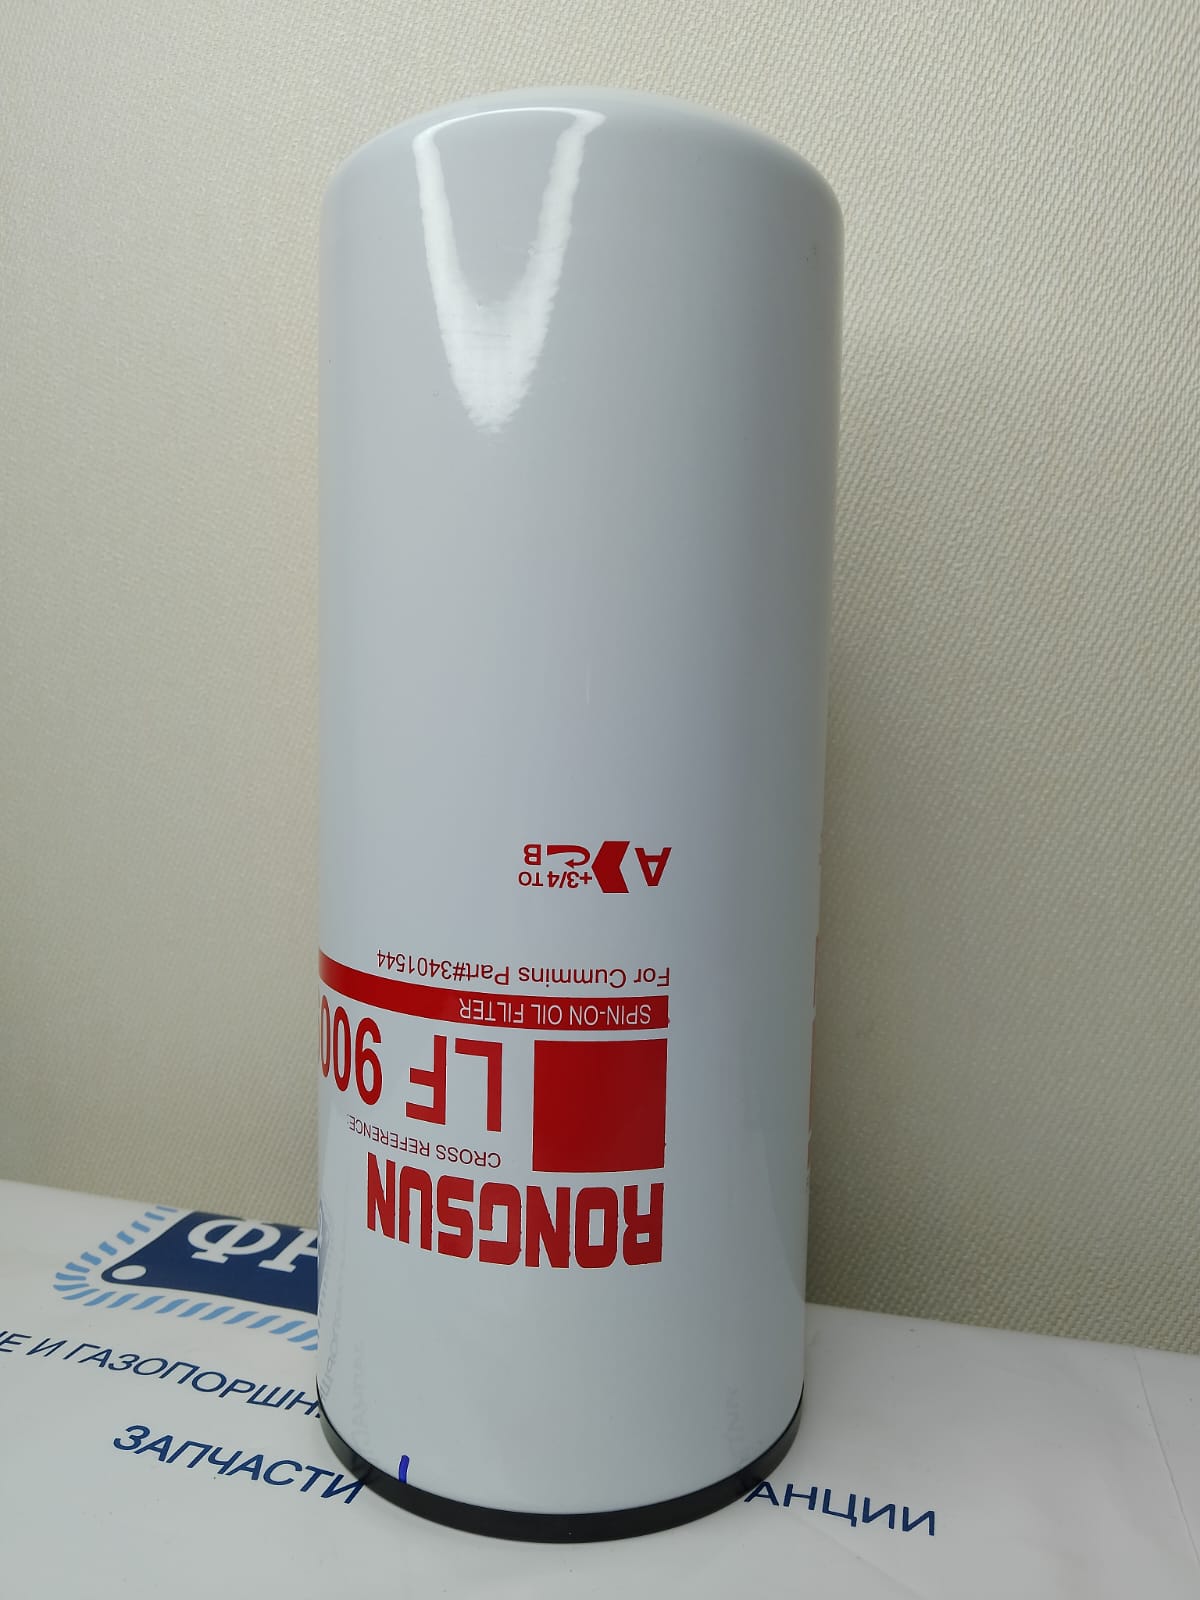 RONGSUN
CROSS REFERENCE:
LF 900
SPIN-ON OIL FILTER
For Cummins Part#3401544
A +3/4 TO B
ФН
Е И ГАЗОПОРШН
ЗАПЧАСТИ
АНЦИИ